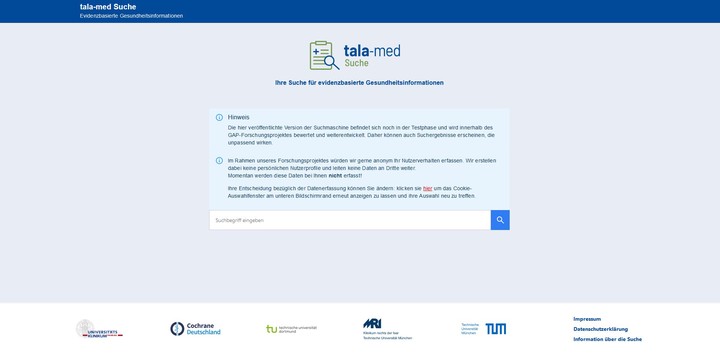 tala-med Suche
Evidenzbasierte Gesundheitsinformationen
tala-med
Suche
Ihre Suche für evidenzbasierte Gesundheitsinformationen
Hinweis
Die hier veröffentlichte Version der Suchmaschine befindet sich noch in der Testphase und wird innerhalb des
GAP-Forschungsprojektes bewertet und weiterentwickelt. Daher können auch Suchergebnisse erscheinen, die
unpassend wirken.
Im Rahmen unseres Forschungsprojektes würden wir gerne anonym Ihr Nutzerverhalten erfassen. Wir erstellen
dabei keine persönlichen Nutzerprofile und leiten keine Daten an Dritte weiter.
Momentan werden diese Daten bei Ihnen nicht erfasst!
Ihre Entscheidung bezüglich der Datenerfassung können Sie ändern: klicken sie hier um das Cookie-
Auswahlfenster am unteren Bildschirmrand erneut anzeigen zu lassen und Ihre Auswahl neu zu treffen.
Suchbegriff eingeben
UNIVERSITÄTS
KLINIKUM
Cochrane
Deutschland
tu technische universität
dortmund
MRI
Klinikum rechts der Isar
Technische Universität München
Technische
Universität
München
TUM
Impressum
Datenschutzerklärung
Information über die Suche